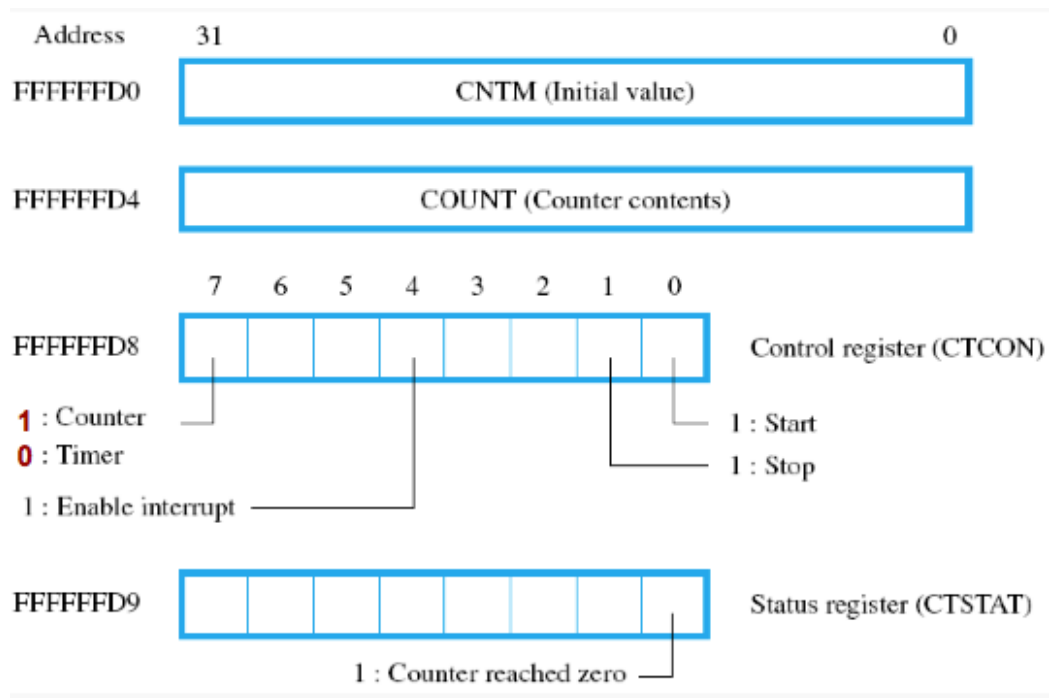 Address 31 0
FFFFFFD0 CNTM (Initial value)
FFFFFFD4 COUNT (Counter contents)
7 6 5 4 3 2 1 0
FFFFFFD8 Control register (CTCON)
1 : Counter 1 : Start
0 : Timer 1 : Stop
1 : Enable interrupt
FFFFFFD9 Status register (CTSTAT)
1 : Counter reached zero